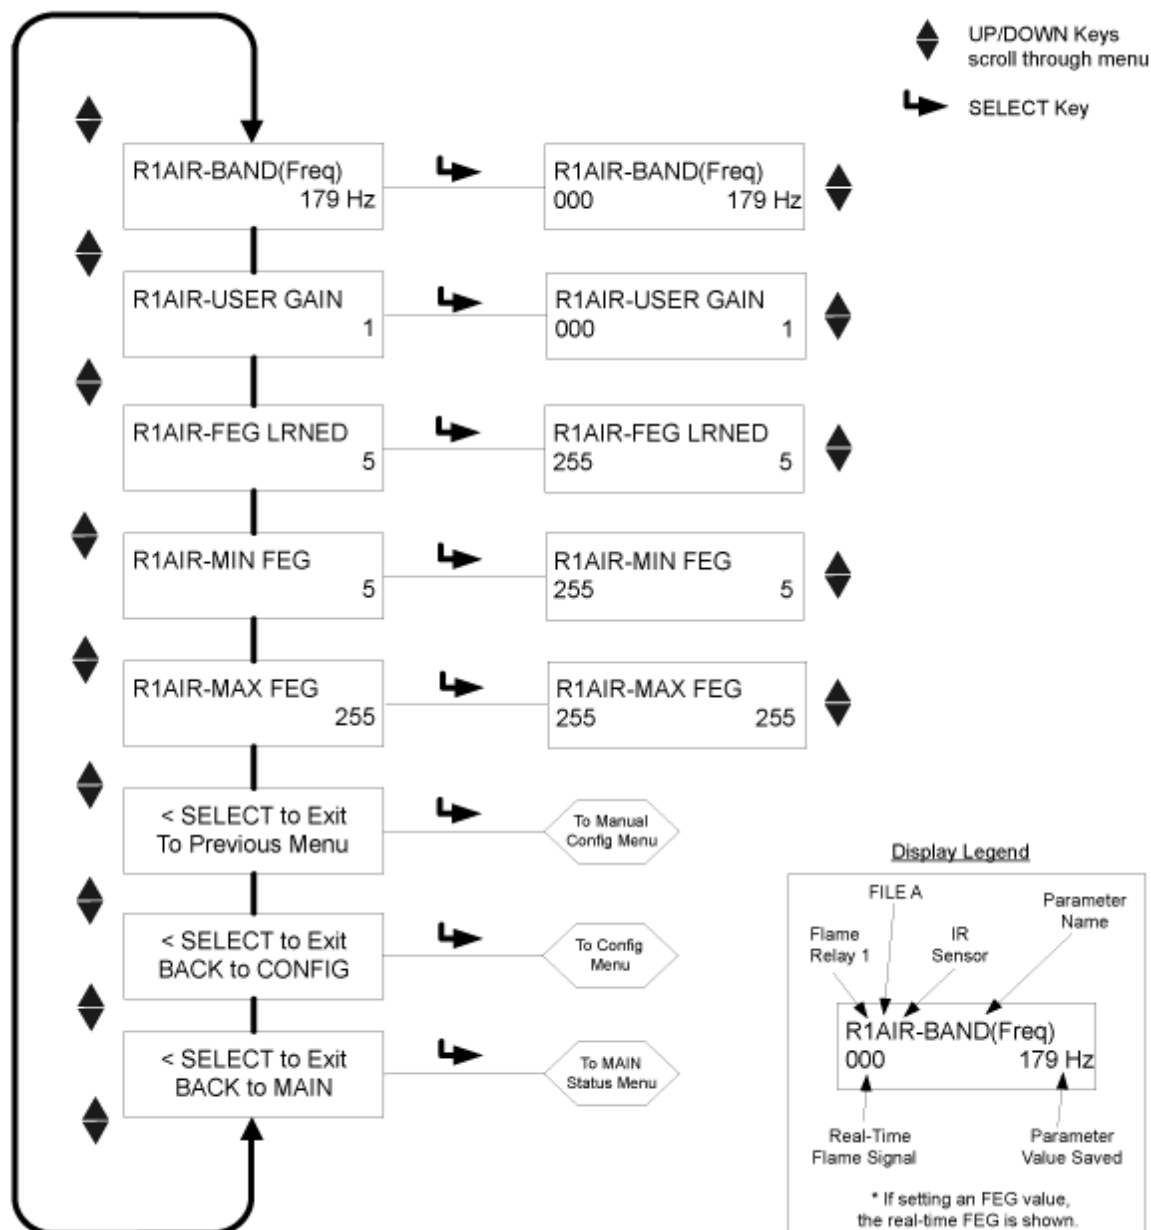 UP/DOWN Keys
scroll through menu
SELECT Key
R1AIR-BAND(Freq)
179 Hz
R1AIR-BAND(Freq)
000 179 Hz
R1AIR-USER GAIN
1
R1AIR-USER GAIN
000 1
R1AIR-FEG LRNED
5
R1AIR-FEG LRNED
255 5
R1AIR-MIN FEG
5
R1AIR-MIN FEG
255 5
R1AIR-MAX FEG
255
R1AIR-MAX FEG
255 255
< SELECT to Exit
To Previous Menu
To Manual
Config Menu
< SELECT to Exit
BACK to CONFIG
To Config
Menu
< SELECT to Exit
BACK to MAIN
To MAIN
Status Menu
Display Legend
FILE A
Parameter
Name
Flame
Relay 1
IR
Sensor
R1AIR-BAND(Freq)
000 179 Hz
Real-Time
Flame Signal
Parameter
Value Saved
* If setting an FEG value,
the real-time FEG is shown.